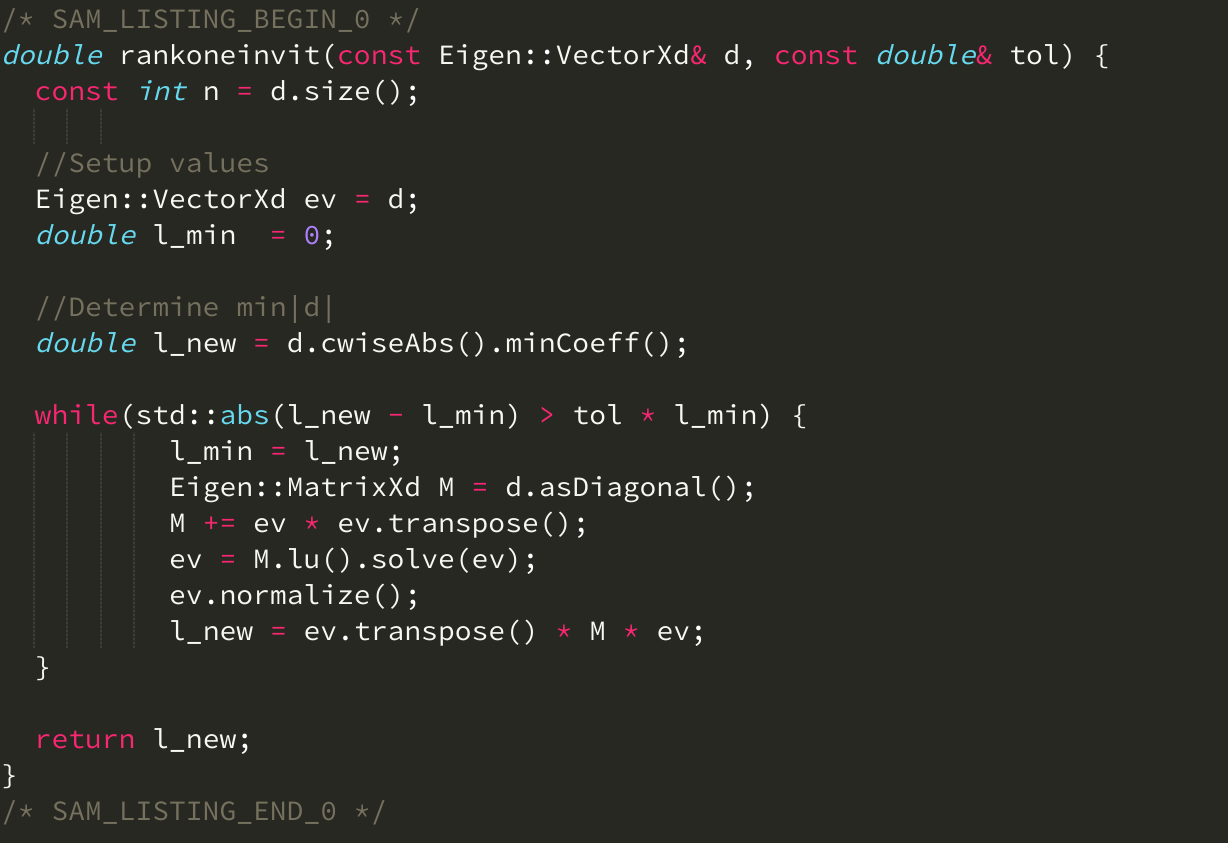 /* SAM_LISTING_BEGIN_0 */
double rankoneinvit(const Eigen::VectorXd& d, const double& tol) {
  const int n = d.size();
  //Setup values
  Eigen::VectorXd ev = d;
  double l_min  = 0;
  //Determine min|d|
  double l_new = d.cwiseAbs().minCoeff();
  while(std::abs(l_new - l_min) > tol * l_min) {
          l_min = l_new;
          Eigen::MatrixXd M = d.asDiagonal();
          M += ev * ev.transpose();
          ev = M.lu().solve(ev);
          ev.normalize();
          l_new = ev.transpose() * M * ev;
  }
  return l_new;
}
/* SAM_LISTING_END_0 */